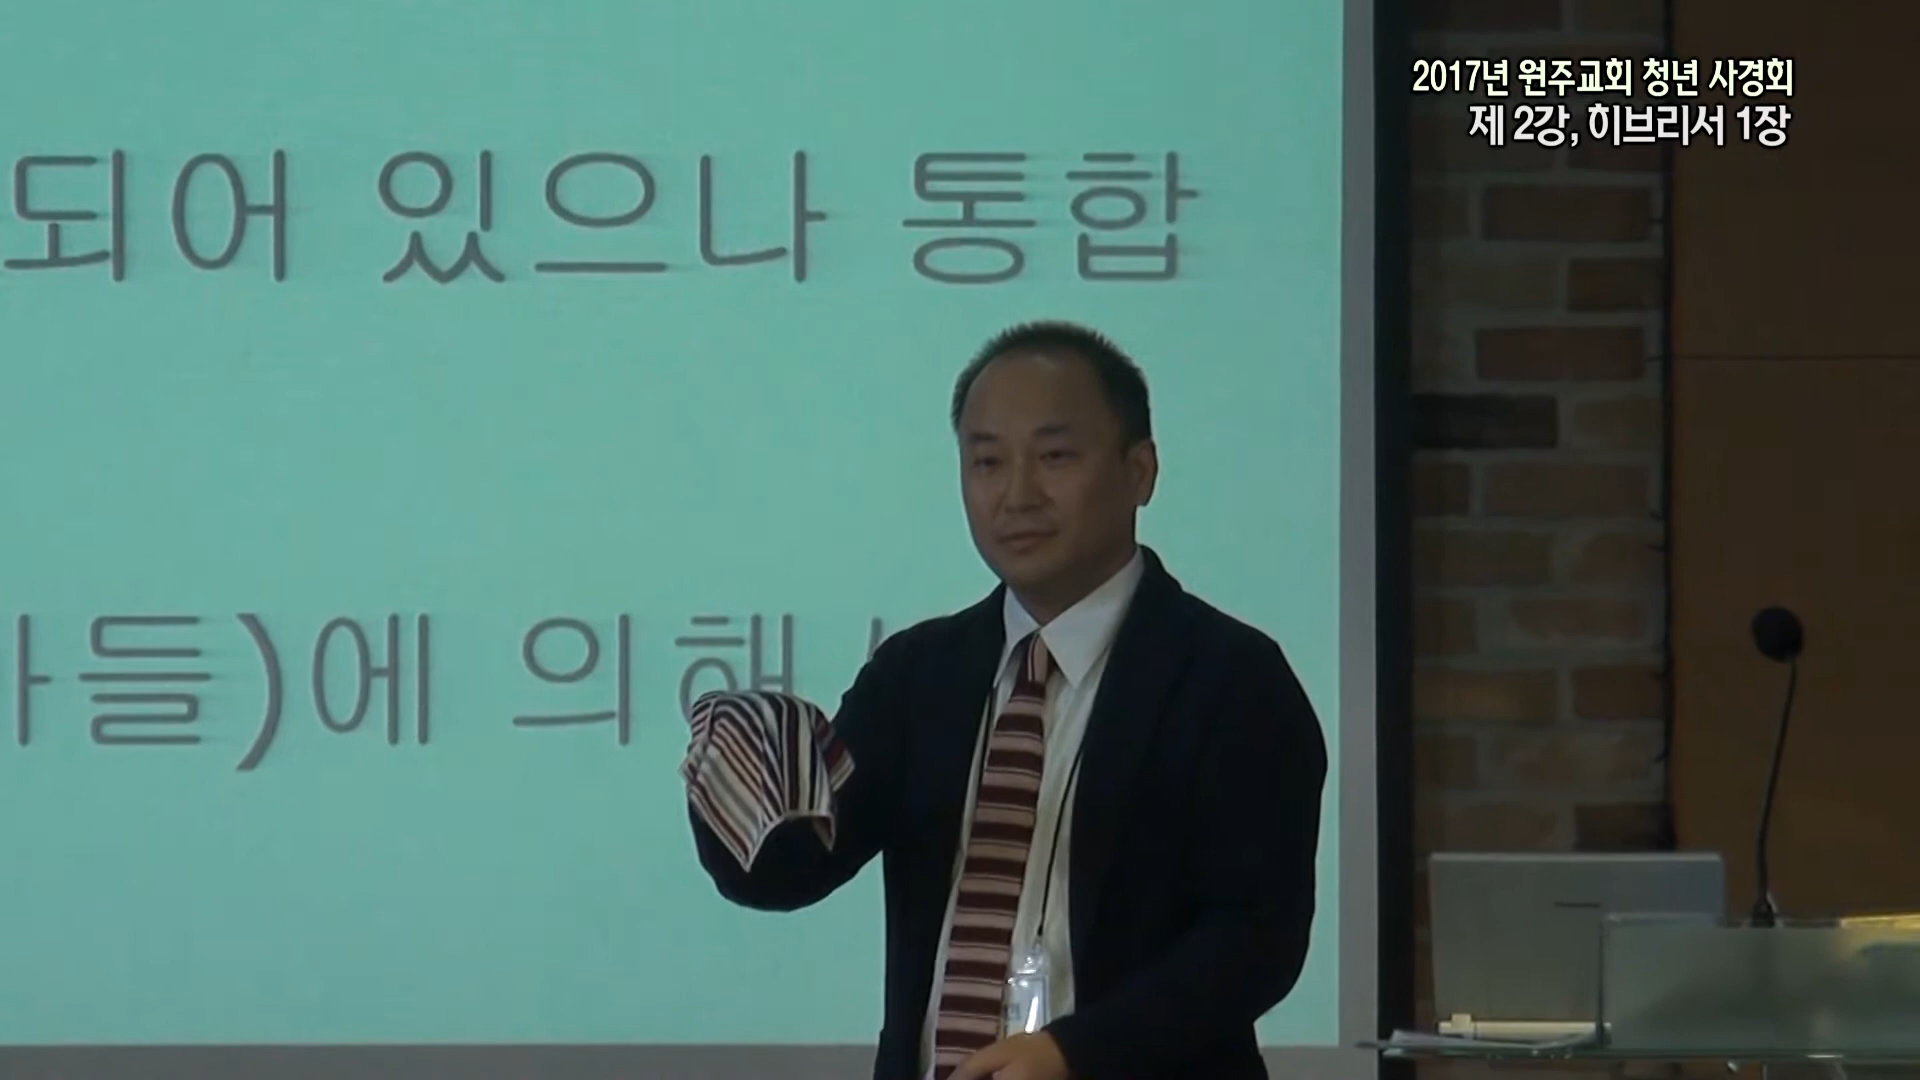 2017년 원주교회 청년 사경회
제 2강, 히브리서 1장
되어 있으나 통합
들)에 의해